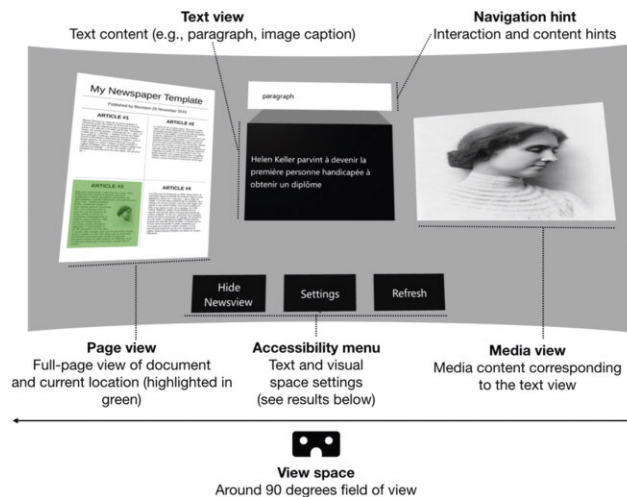 Text view
Text content (e.g., paragraph, image caption)
Navigation hint
Interaction and content hints
My Newspaper Template
ARTICLE #1
ARTICLE #2
ARTICLE #3
ARTICLE #4
paragraph
Helen Keller parvint à devenir la
première personne handicapée à
obtenir un diplôme
Hide
Newsview
Settings
Refresh
Page view
Full-page view of document
and current location (highlighted in
green)
Accessibility menu
Text and visual
space settings
(see results below)
Media view
Media content corresponding
to the text view
View space
Around 90 degrees field of view